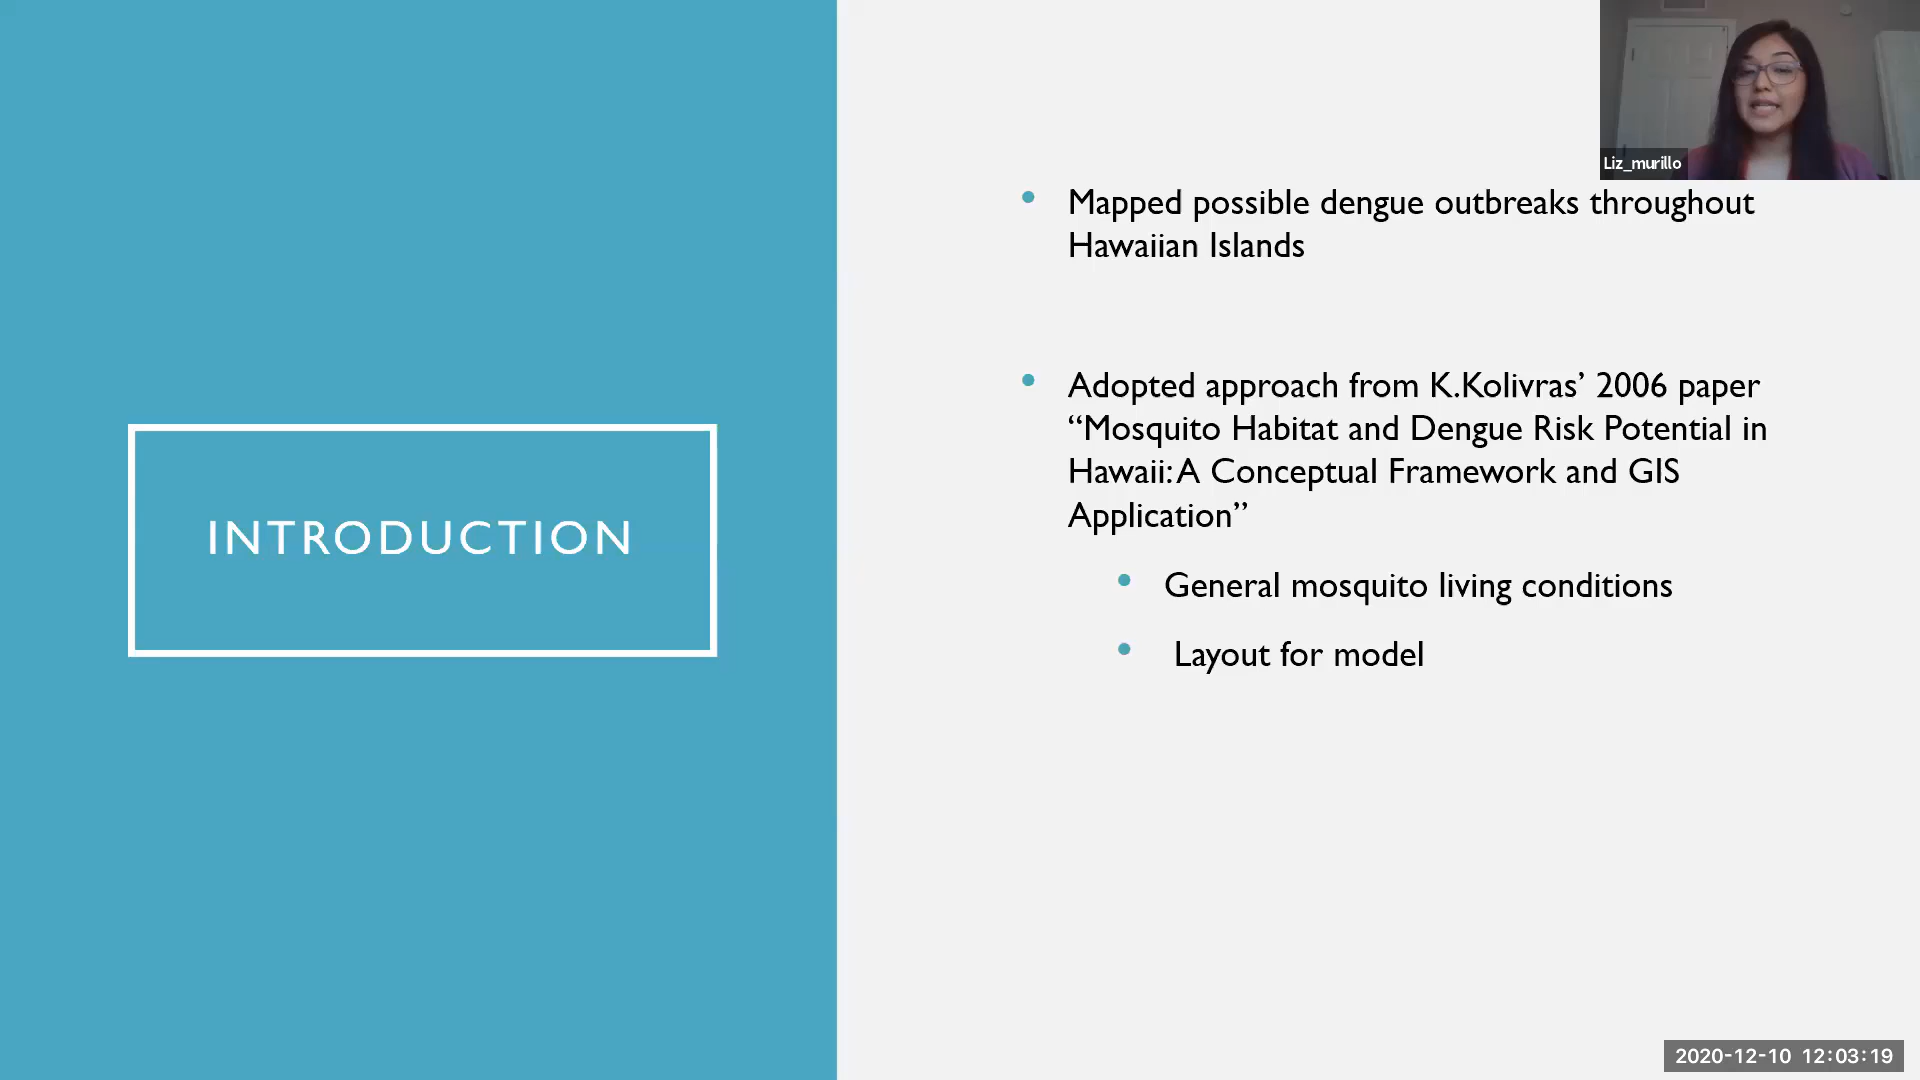 Liz_murillo
INTRODUCTION
• Mapped possible dengue outbreaks throughout
Hawaiian Islands
• Adopted approach from K.Kolivras’ 2006 paper
“Mosquito Habitat and Dengue Risk Potential in
Hawaii: A Conceptual Framework and GIS
Application”
• General mosquito living conditions
• Layout for model
2020-12-10 12:03:19